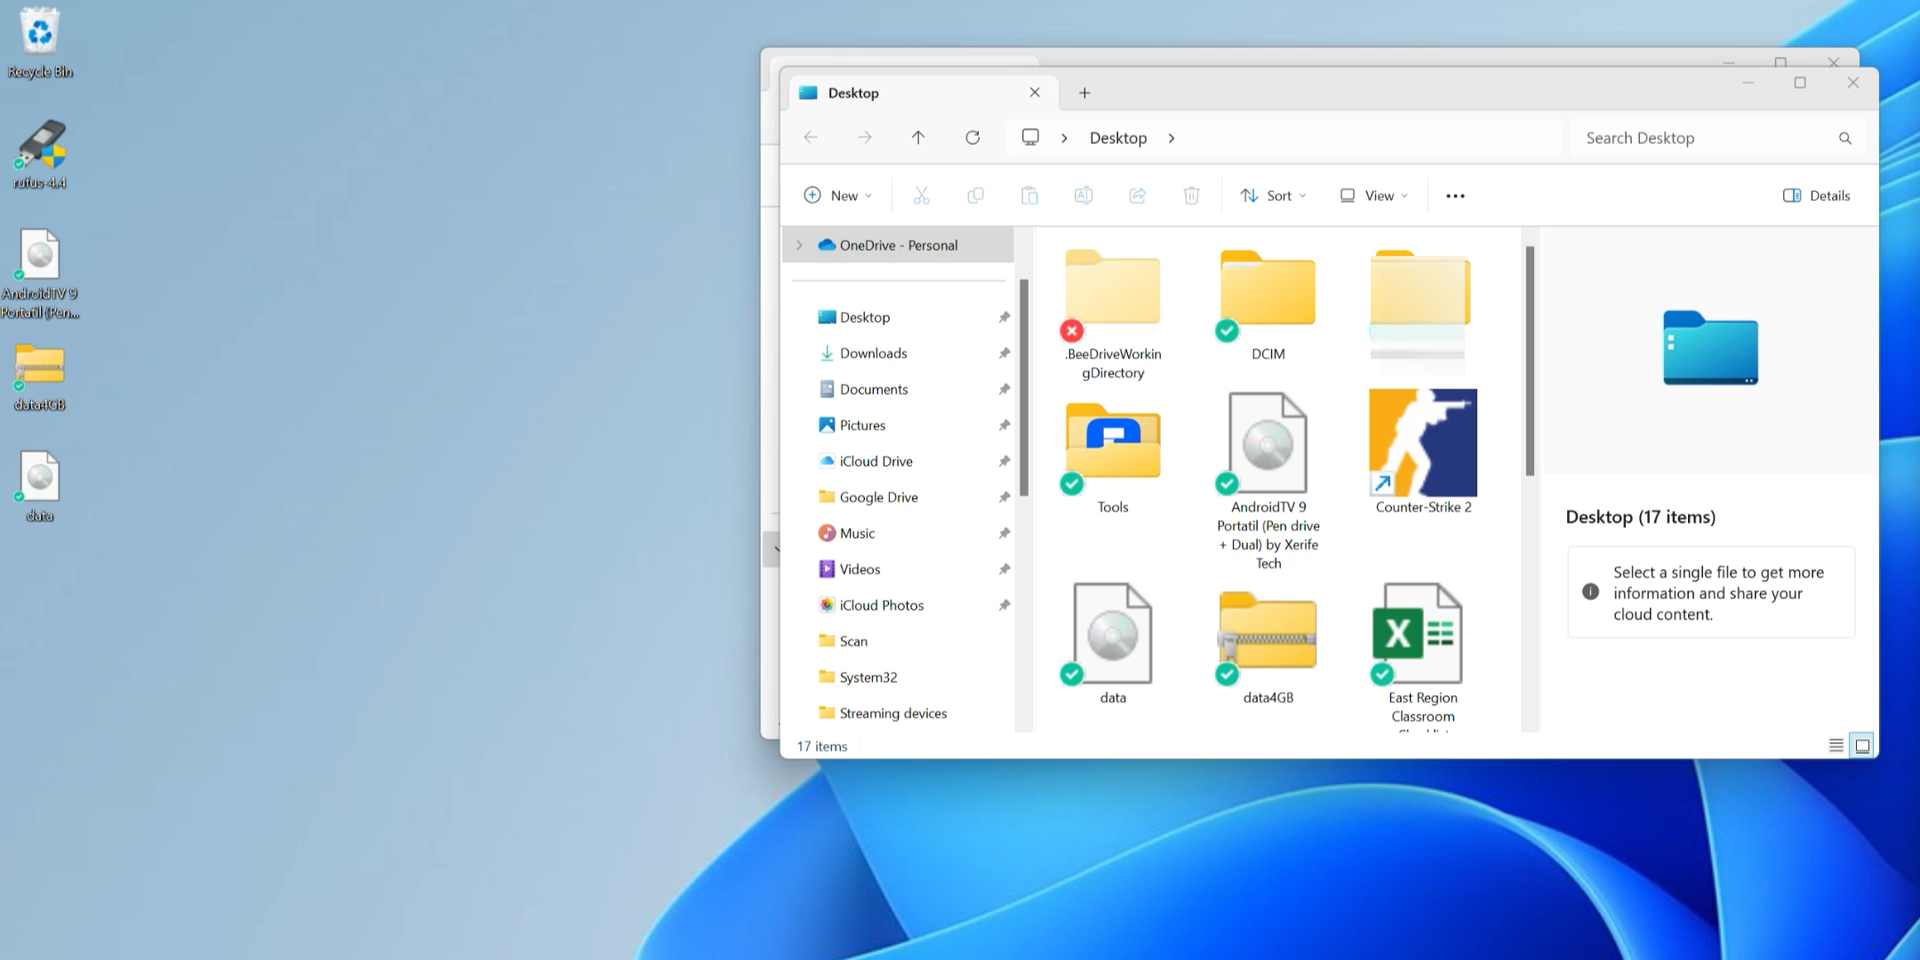 Recycle Bin
rufus-4.4
AndroidTV 9
Portatil (Pen...
data4GB
data
Desktop
Desktop
Search Desktop
New
Sort
View
Details
OneDrive - Personal
Desktop
Downloads
Documents
Pictures
iCloud Drive
Google Drive
Music
Videos
iCloud Photos
Scan
System32
Streaming devices
.BeeDriveWorkin
gDirectory
DCIM
Tools
AndroidTV 9
Portatil (Pen drive
+ Dual) by Xerife
Tech
Counter-Strike 2
data
data4GB
East Region
Classroom
Desktop (17 items)
Select a single file to get more
information and share your
cloud content.
17 items